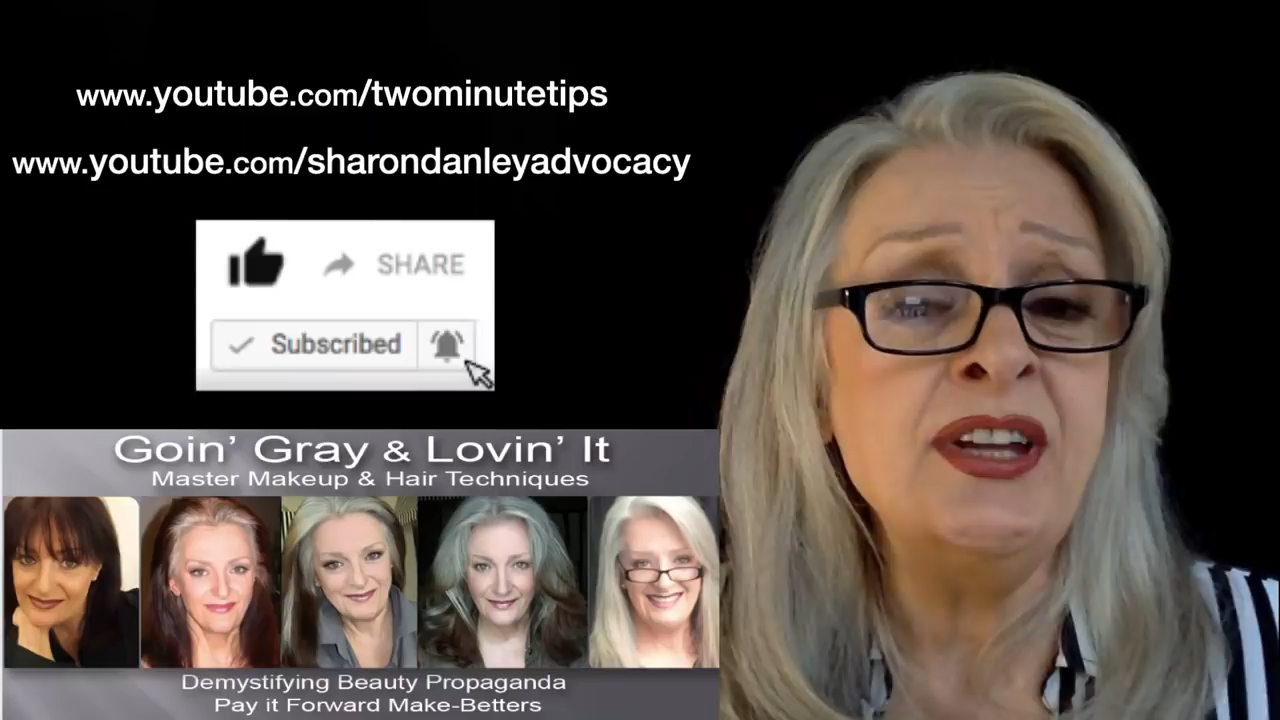 www.youtube.com/twominutetips
www.youtube.com/sharondanleyadvocacy
SHARE
Subscribed
Goin' Gray & Lovin' It
Master Makeup & Hair Techniques
Demystifying Beauty Propaganda
Pay it Forward Make-Betters